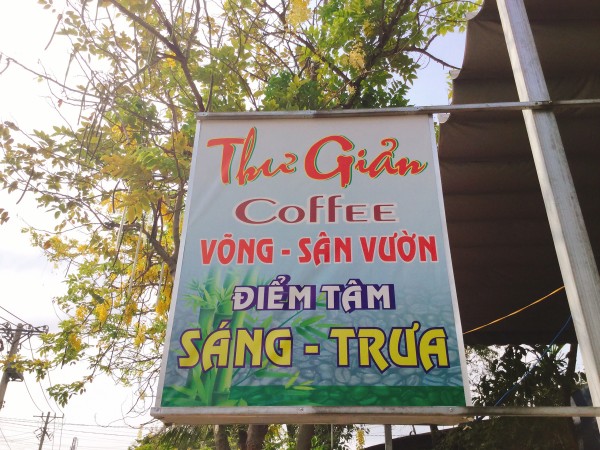 Thư Giản
COFFEE
VÕNG - SÂN VƯỜN
ĐIỂM TÂM
SÁNG - TRƯA